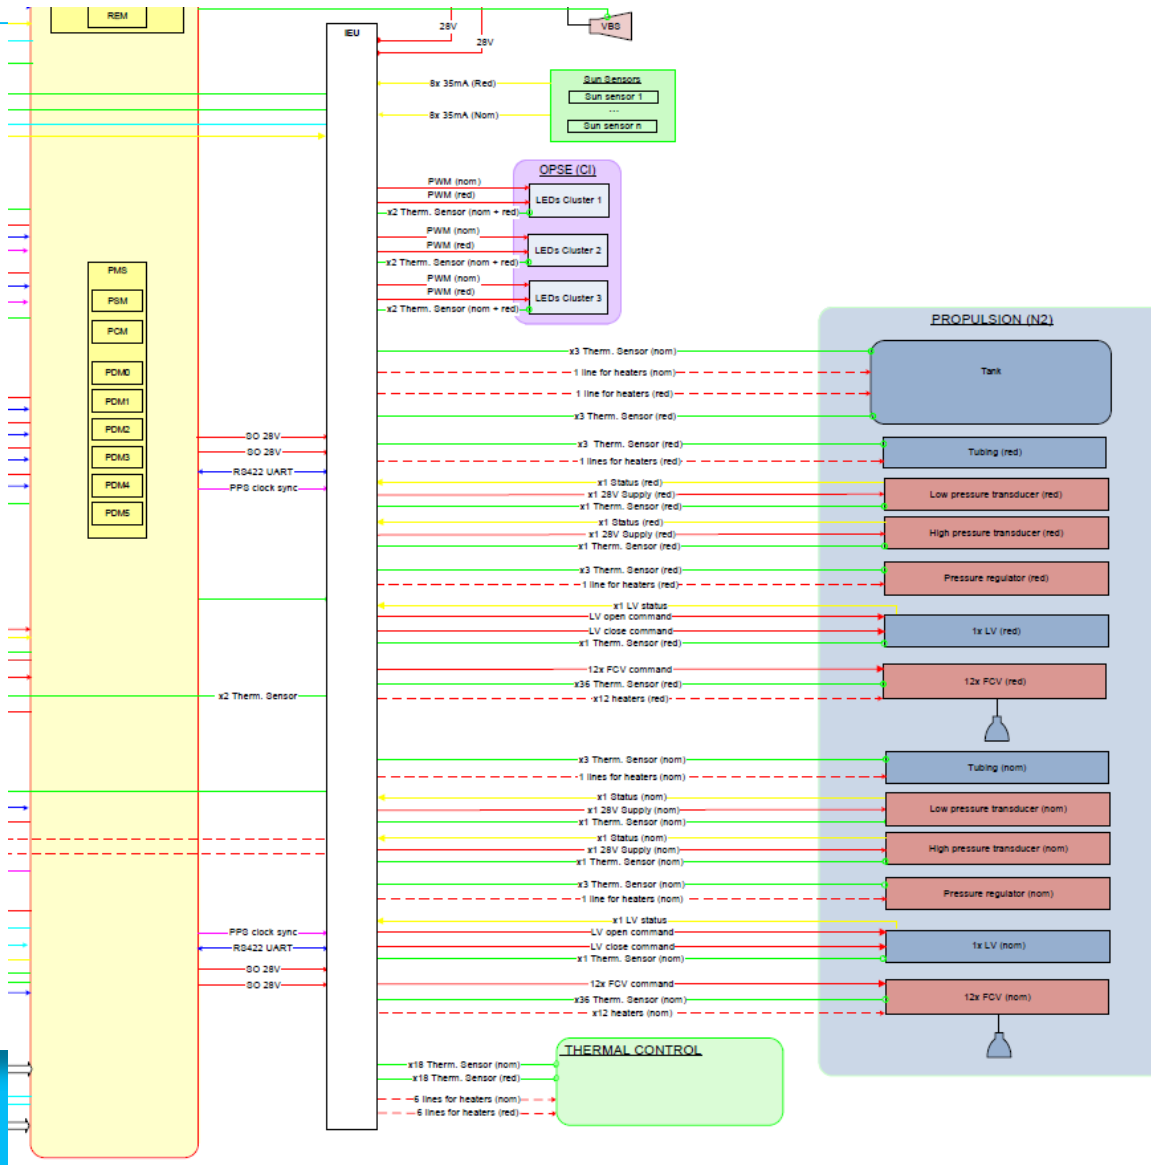 REM
IEU
28V
28V
VBS
8x 35mA (Red)
8x 35mA (Nom)
Sun Sensors
Sun sensor 1
...
Sun sensor n
OPSE (CI)
PWM (nom)
PWM (red)
x2 Therm. Sensor (nom + red)
LEDs Cluster 1
PWM (nom)
PWM (red)
x2 Therm. Sensor (nom + red)
LEDs Cluster 2
PWM (nom)
PWM (red)
x2 Therm. Sensor (nom + red)
LEDs Cluster 3
PMS
PSM
PCM
PDM0
PDM1
PDM2
PDM3
PDM4
PDM5
SO 28V
SO 28V
RS422 UART
PPS clock sync
x2 Therm. Sensor
PPS clock sync
RS422 UART
SO 28V
SO 28V
PROPULSION (N2)
x3 Therm. Sensor (nom)
1 line for heaters (nom)
1 line for heaters (red)
x3 Therm. Sensor (red)
Tank
x3 Therm. Sensor (red)
1 lines for heaters (red)
Tubing (red)
x1 Status (red)
x1 28V Supply (red)
x1 Therm. Sensor (red)
Low pressure transducer (red)
x1 Status (red)
x1 28V Supply (red)
x1 Therm. Sensor (red)
High pressure transducer (red)
x3 Therm. Sensor (red)
1 line for heaters (red)
Pressure regulator (red)
x1 LV status
LV open command
LV close command
x1 Therm. Sensor (red)
1x LV (red)
12x FCV command
x36 Therm. Sensor (red)
x12 heaters (red)
12x FCV (red)
x3 Therm. Sensor (nom)
1 lines for heaters (nom)
Tubing (nom)
x1 Status (nom)
x1 28V Supply (nom)
x1 Therm. Sensor (nom)
Low pressure transducer (nom)
x1 Status (nom)
x1 28V Supply (nom)
x1 Therm. Sensor (nom)
High pressure transducer (nom)
x3 Therm. Sensor (nom)
1 line for heaters (nom)
Pressure regulator (nom)
x1 LV status
LV open command
LV close command
x1 Therm. Sensor (nom)
1x LV (nom)
12x FCV command
x36 Therm. Sensor (nom)
x12 heaters (nom)
12x FCV (nom)
THERMAL CONTROL
x18 Therm. Sensor (nom)
x18 Therm. Sensor (red)
6 lines for heaters (nom)
6 lines for heaters (red)